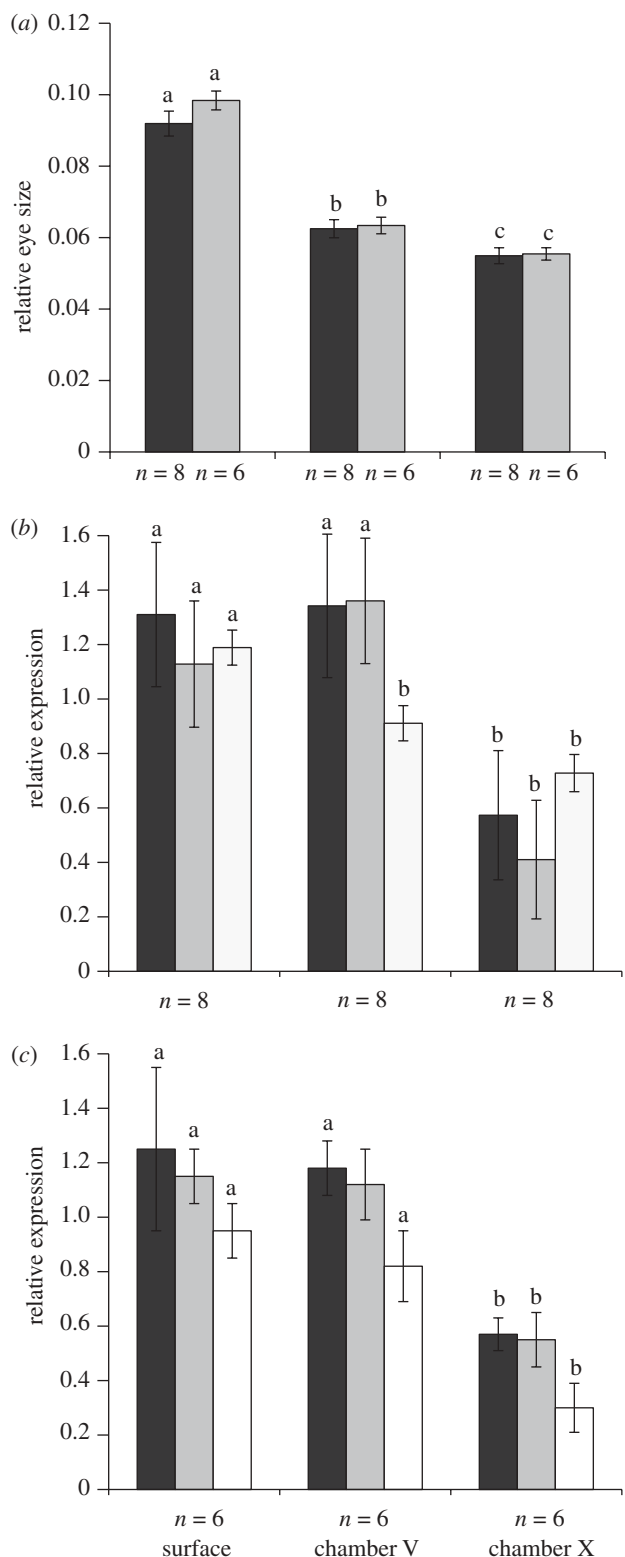 (a)
0.12
0.10
0.08
0.06
0.04
0.02
0
relative eye size
a a
b b
c c
n = 8 n = 6 n = 8 n = 6 n = 8 n = 6
(b)
1.6
1.4
1.2
1.0
0.8
0.6
0.4
0.2
0
relative expression
a a a
a a b
b b b
n = 8 n = 8 n = 8
(c)
1.6
1.4
1.2
1.0
0.8
0.6
0.4
0.2
0
relative expression
a a a
a a
b b b
n = 6 n = 6 n = 6
surface chamber V chamber X